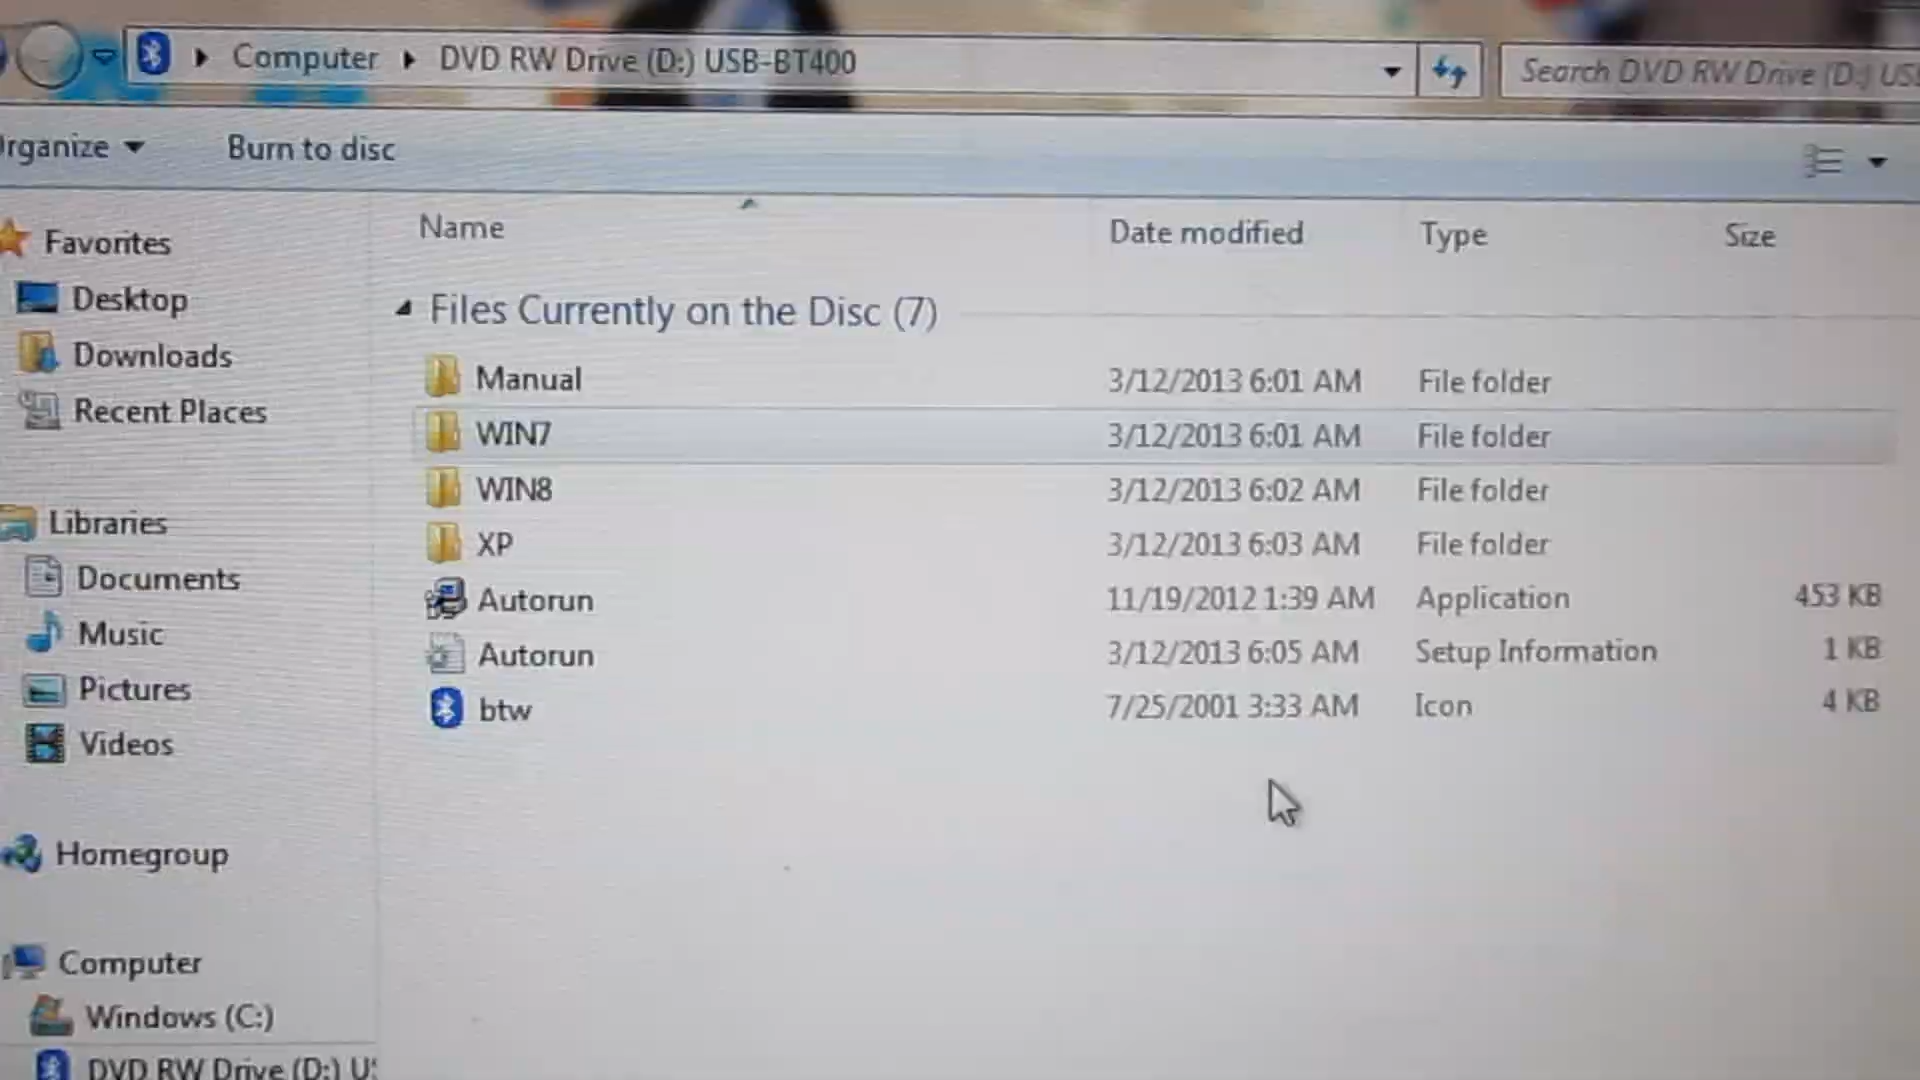 Computer DVD RW Drive (D:) USB-BT400
Search DVD RW Drive (D:) US
rganize Burn to disc
Name Date modified Type Size
Favorites
Desktop
Downloads
Recent Places
Libraries
Documents
Music
Pictures
Videos
Homegroup
Computer
Windows (C:)
DVD RW Drive (D:) U
Files Currently on the Disc (7)
Manual 3/12/2013 6:01 AM File folder
WIN7 3/12/2013 6:01 AM File folder
WIN8 3/12/2013 6:02 AM File folder
XP 3/12/2013 6:03 AM File folder
Autorun 11/19/2012 1:39 AM Application 453 KB
Autorun 3/12/2013 6:05 AM Setup Information 1 KB
btw 7/25/2001 3:33 AM Icon 4 KB